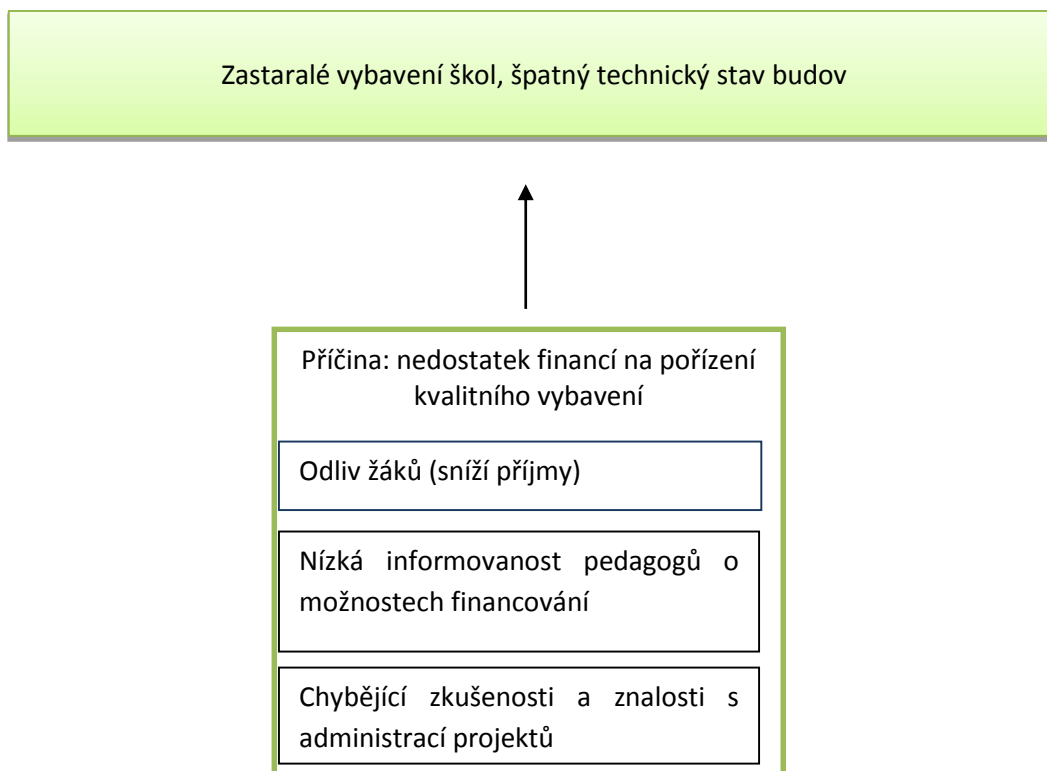 Zastaralé vybavení škol, špatný technický stav budov
Příčina: nedostatek financí na pořízení
kvalitního vybavení
Odliv žáků (sníží příjmy)
Nízká informovanost pedagogů o
možnostech financování
Chybějící zkušenosti a znalosti s
administrací projektů